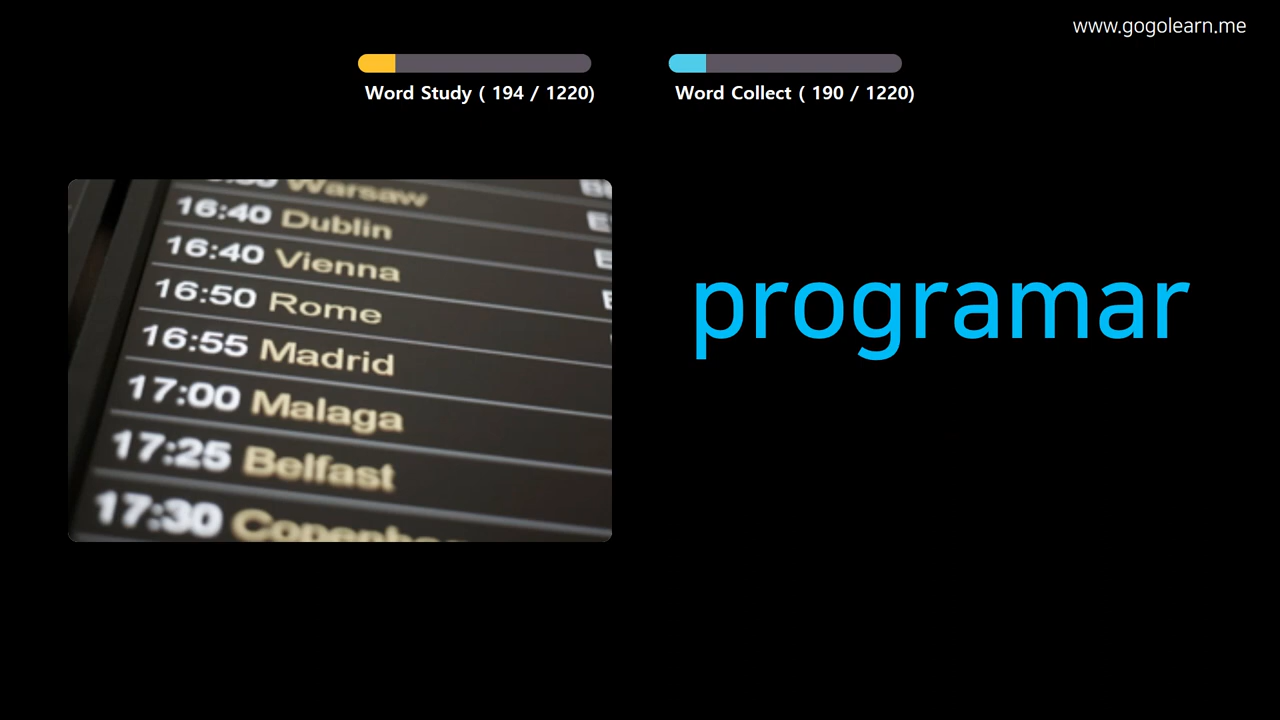 www.gogolearn.me
Word Study ( 194 / 1220)
Word Collect ( 190 / 1220)
Warsaw
16:40 Dublin
16:40 Vienna
16:50 Rome
16:55 Madrid
17:00 Malaga
17:25 Belfast
17:30
programar